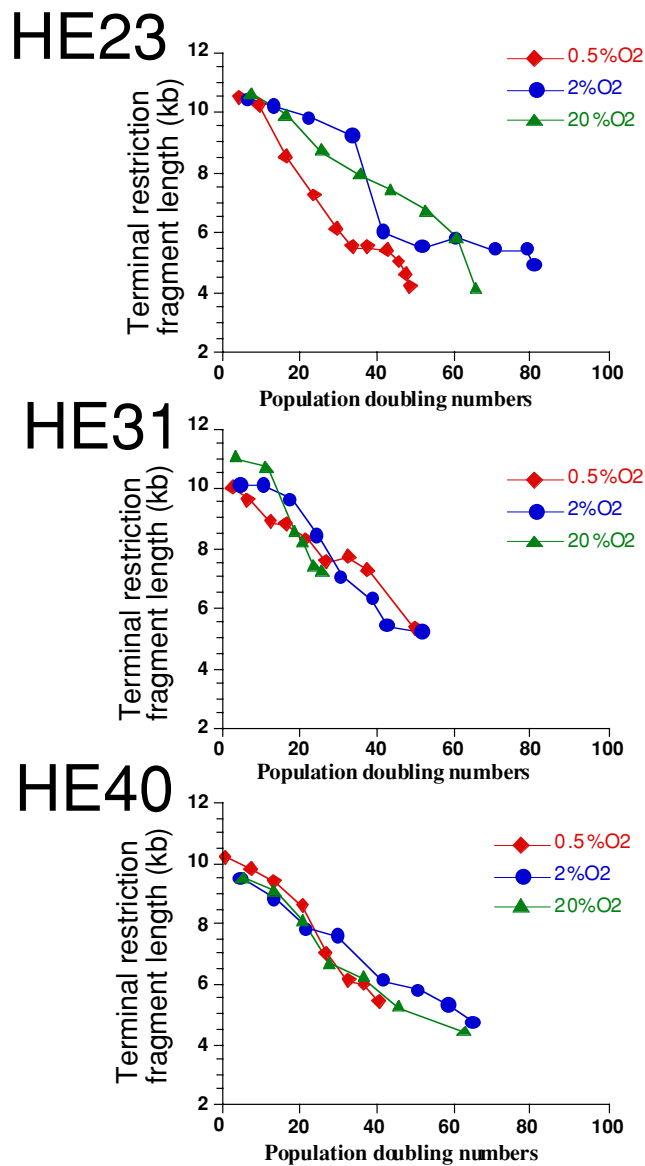 HE23
Terminal restriction
fragment length (kb)
12
10
8
6
4
2
0 20 40 60 80 100
Population doubling numbers
0.5%O2
2%O2
20%O2
HE31
Terminal restriction
fragment length (kb)
12
10
8
6
4
2
0 20 40 60 80 100
Population doubling numbers
0.5%O2
2%O2
20%O2
HE40
Terminal restriction
fragment length (kb)
12
10
8
6
4
2
0 20 40 60 80 100
Population doubling numbers
0.5%O2
2%O2
20%O2